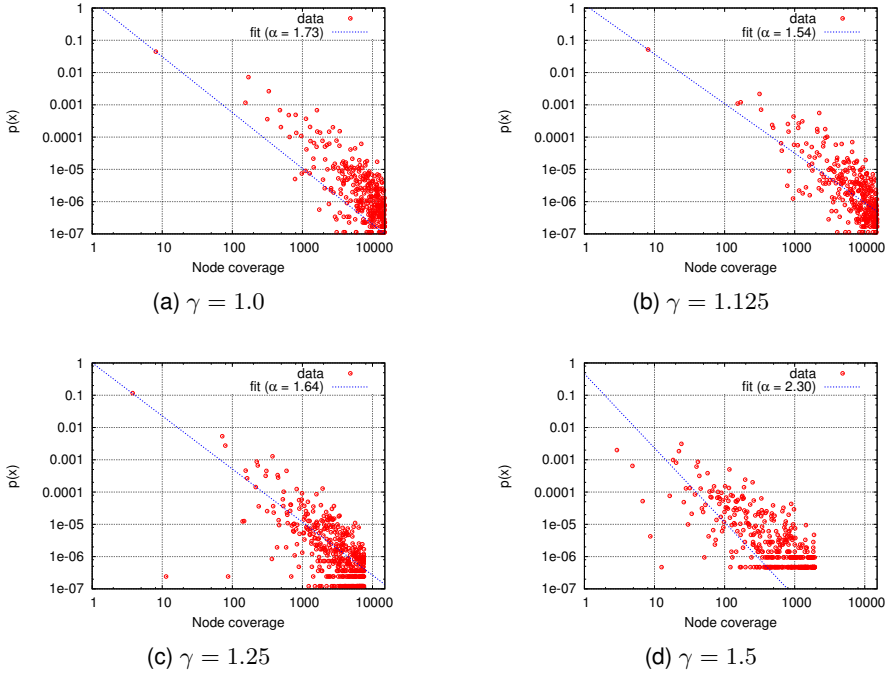 1
0.1
0.01
0.001
0.0001
1e-05
1e-06
1e-07
p(x)
1 10 100 1000 10000
Node coverage
data
fit (α = 1.73)
(a) γ = 1.0
1
0.1
0.01
0.001
0.0001
1e-05
1e-06
1e-07
p(x)
1 10 100 1000 10000
Node coverage
data
fit (α = 1.54)
(b) γ = 1.125
1
0.1
0.01
0.001
0.0001
1e-05
1e-06
1e-07
p(x)
1 10 100 1000 10000
Node coverage
data
fit (α = 1.64)
(c) γ = 1.25
1
0.1
0.01
0.001
0.0001
1e-05
1e-06
1e-07
p(x)
1 10 100 1000 10000
Node coverage
data
fit (α = 2.30)
(d) γ = 1.5